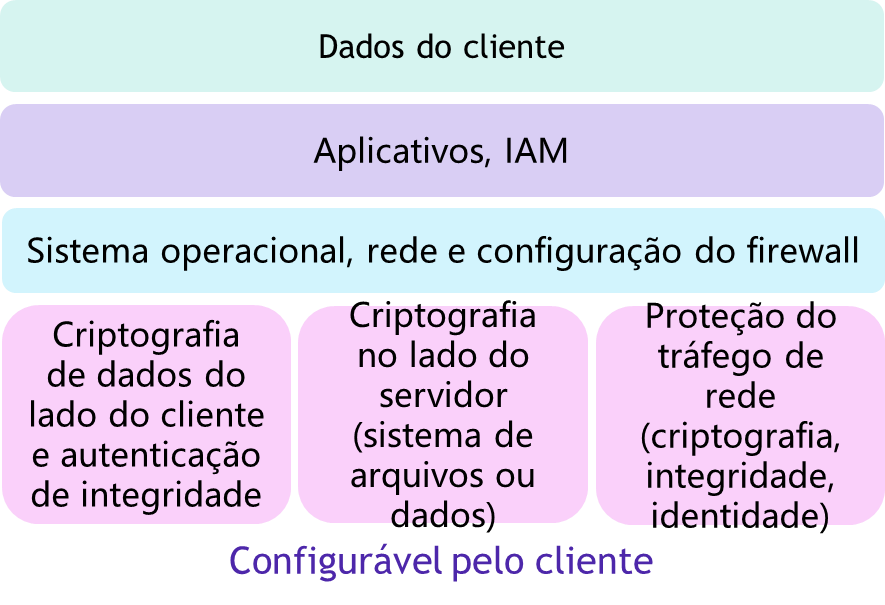 Dados do cliente
Aplicativos, IAM
Sistema operacional, rede e configuração do firewall
Criptografia
de dados do
lado do cliente
e autenticação
de integridade
Criptografia
no lado do
servidor
(sistema de
arquivos ou
dados)
Proteção do
tráfego de
rede
(criptografia,
integridade,
identidade)
Configurável pelo cliente